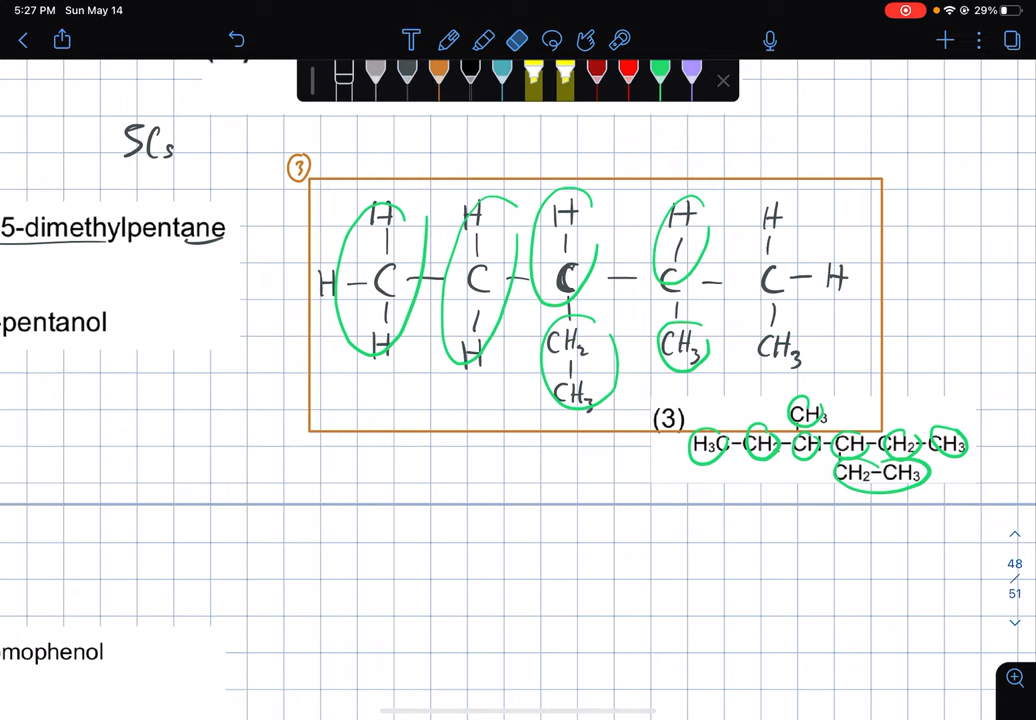 5:27 PM Sun May 14
29%
T
5Cs
3
5-dimethylpentane
H H H H H
H - C - C - C - C - C - H
H H CH2 CH3 CH3
CH3
-pentanol
(3)
CH3
H3C-CH2-CH-CH-CH2-CH3
CH2-CH3
48
51
mophenol